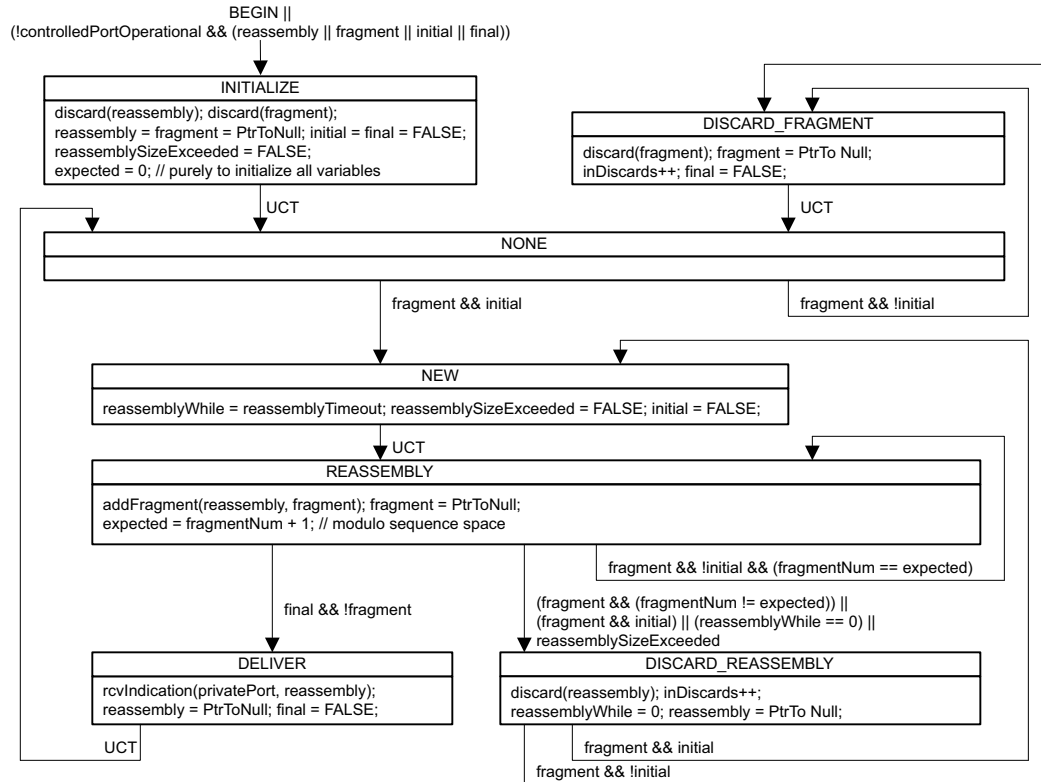 BEGIN ||
(!controlledPortOperational && (reassembly || fragment || initial || final))
INITIALIZE
discard(reassembly); discard(fragment);
reassembly = fragment = PtrToNull; initial = final = FALSE;
reassemblySizeExceeded = FALSE;
expected = 0; // purely to initialize all variables
UCT
DISCARD_FRAGMENT
discard(fragment); fragment = PtrTo Null;
inDiscards++; final = FALSE;
UCT
NONE
fragment && initial
fragment && !initial
NEW
reassemblyWhile = reassemblyTimeout; reassemblySizeExceeded = FALSE; initial = FALSE;
UCT
REASSEMBLY
addFragment(reassembly, fragment); fragment = PtrToNull;
expected = fragmentNum + 1; // modulo sequence space
fragment && !initial && (fragmentNum == expected)
final && !fragment
(fragment && (fragmentNum != expected)) ||
(fragment && initial) || (reassemblyWhile == 0) ||
reassemblySizeExceeded
DELIVER
rcvIndication(privatePort, reassembly);
reassembly = PtrToNull; final = FALSE;
UCT
DISCARD_REASSEMBLY
discard(reassembly); inDiscards++;
reassemblyWhile = 0; reassembly = PtrTo Null;
fragment && initial
fragment && !initial